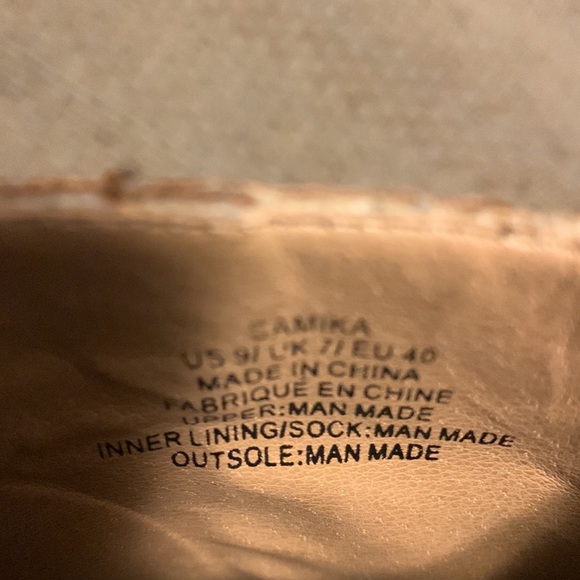 SAMIKA
US 9/ UK 7/ EU 40
MADE IN CHINA
FABRIQUE EN CHINE
UPPER:MAN MADE
INNER LINING/SOCK:MAN MADE
OUTSOLE:MAN MADE